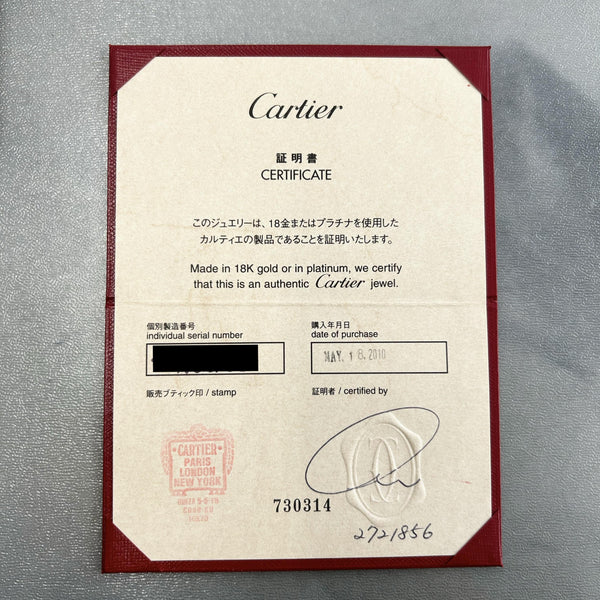 Cartier
証明書
CERTIFICATE
このジュエリーは、18金またはプラチナを使用した
カルティエの製品であることを証明いたします。
Made in 18K gold or in platinum, we certify
that this is an authentic Cartier jewel.
個別製造番号
individual serial number
購入年月日
date of purchase
MAY. 18. 2010
販売ブティック印 / stamp
証明者 / certified by
CARTIER
PARIS
LONDON
NEW YORK
730314
2721856